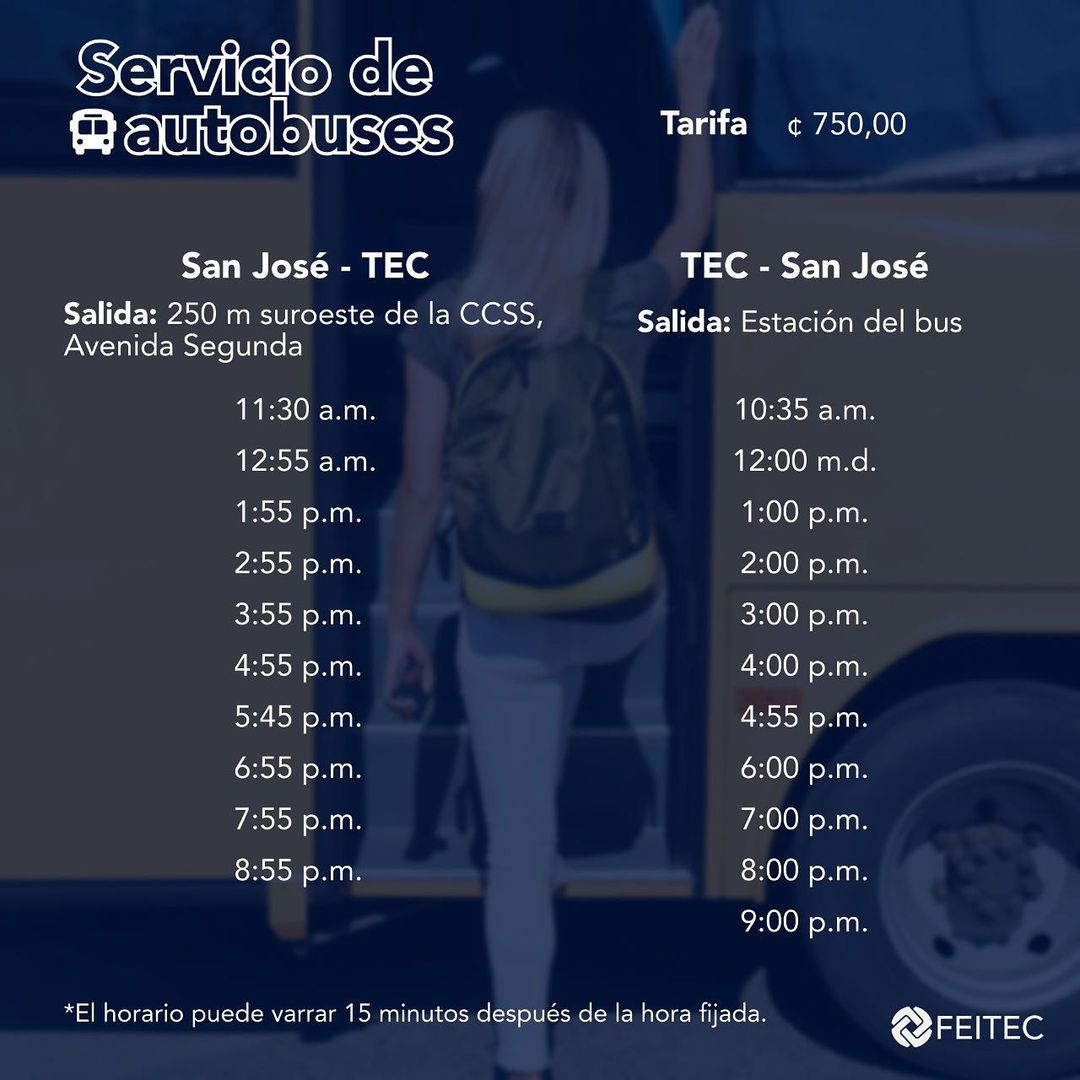 Servicio de
autobuses
Tarifa ¢ 750,00
San José - TEC
Salida: 250 m suroeste de la CCSS,
Avenida Segunda
11:30 a.m.
12:55 a.m.
1:55 p.m.
2:55 p.m.
3:55 p.m.
4:55 p.m.
5:45 p.m.
6:55 p.m.
7:55 p.m.
8:55 p.m.
TEC - San José
Salida: Estación del bus
10:35 a.m.
12:00 m.d.
1:00 p.m.
2:00 p.m.
3:00 p.m.
4:00 p.m.
4:55 p.m.
6:00 p.m.
7:00 p.m.
8:00 p.m.
9:00 p.m.
*El horario puede varrar 15 minutos después de la hora fijada.
FEITEC